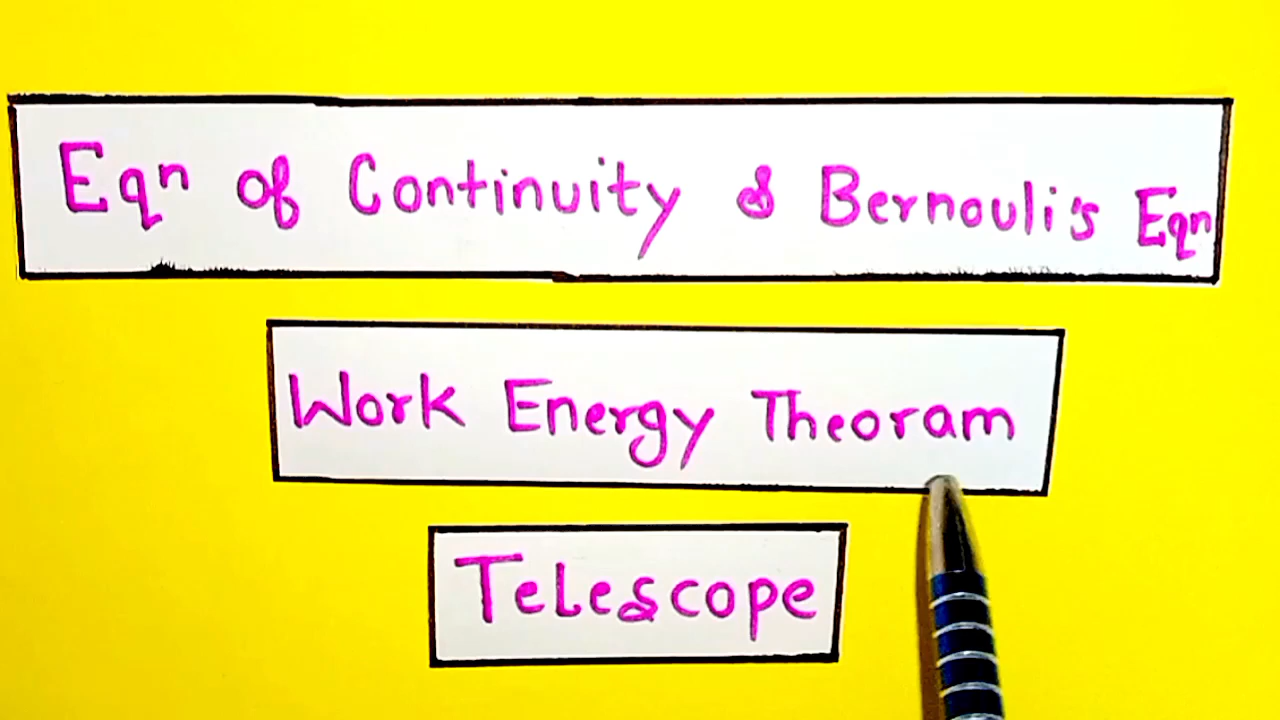 Eqn of Continuity & Bernouli's Eqn
Work Energy Theoram
Telescope